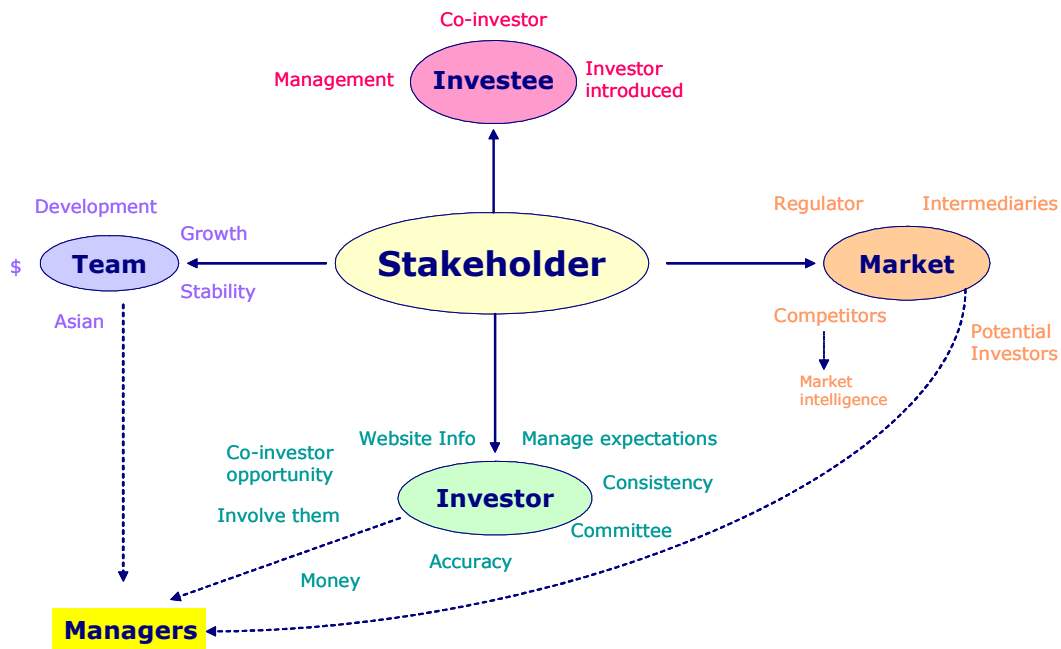 Co-investor
Management
Investee
Investor
introduced
Development
Growth
$
Team
Stability
Asian
Stakeholder
Regulator
Intermediaries
Market
Competitors
Potential
Investors
Market
intelligence
Website Info
Manage expectations
Co-investor
opportunity
Investor
Consistency
Involve them
Committee
Accuracy
Money
Managers